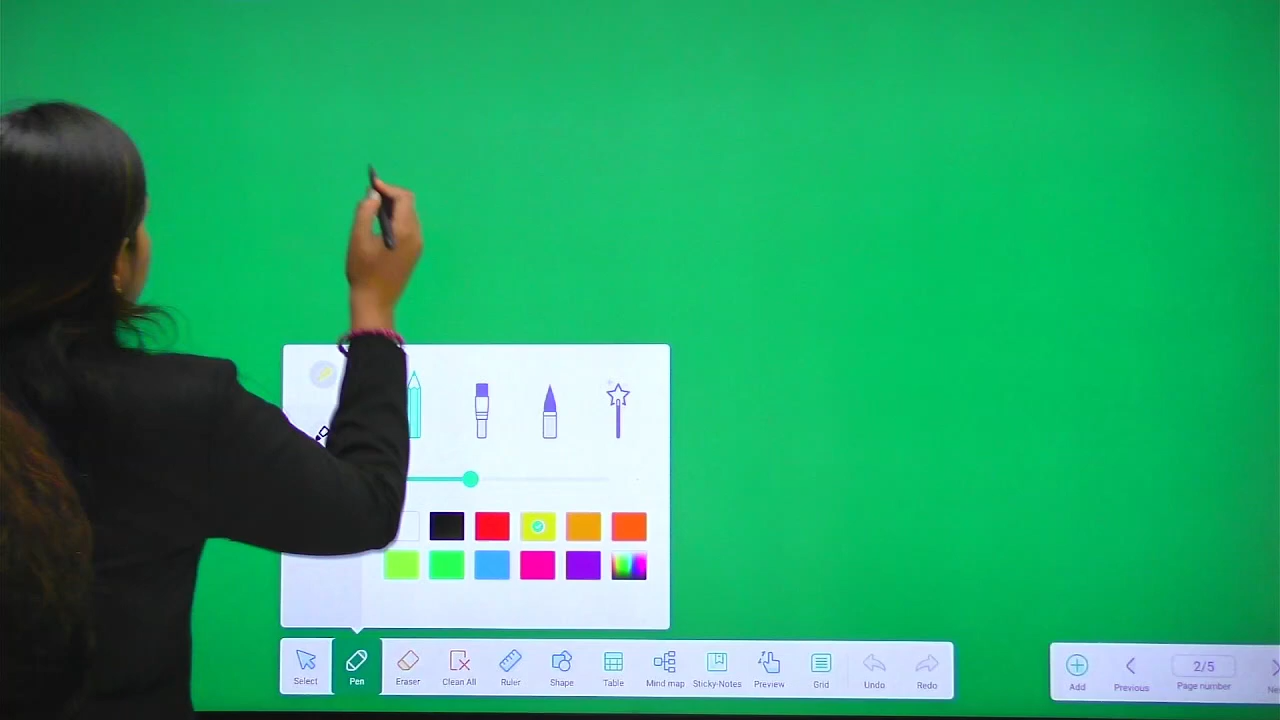 Select Pen Eraser Clean All Ruler Shape Table Mind map Sticky-Notes Preview Grid Undo Redo
Add Previous 2/5 Page number